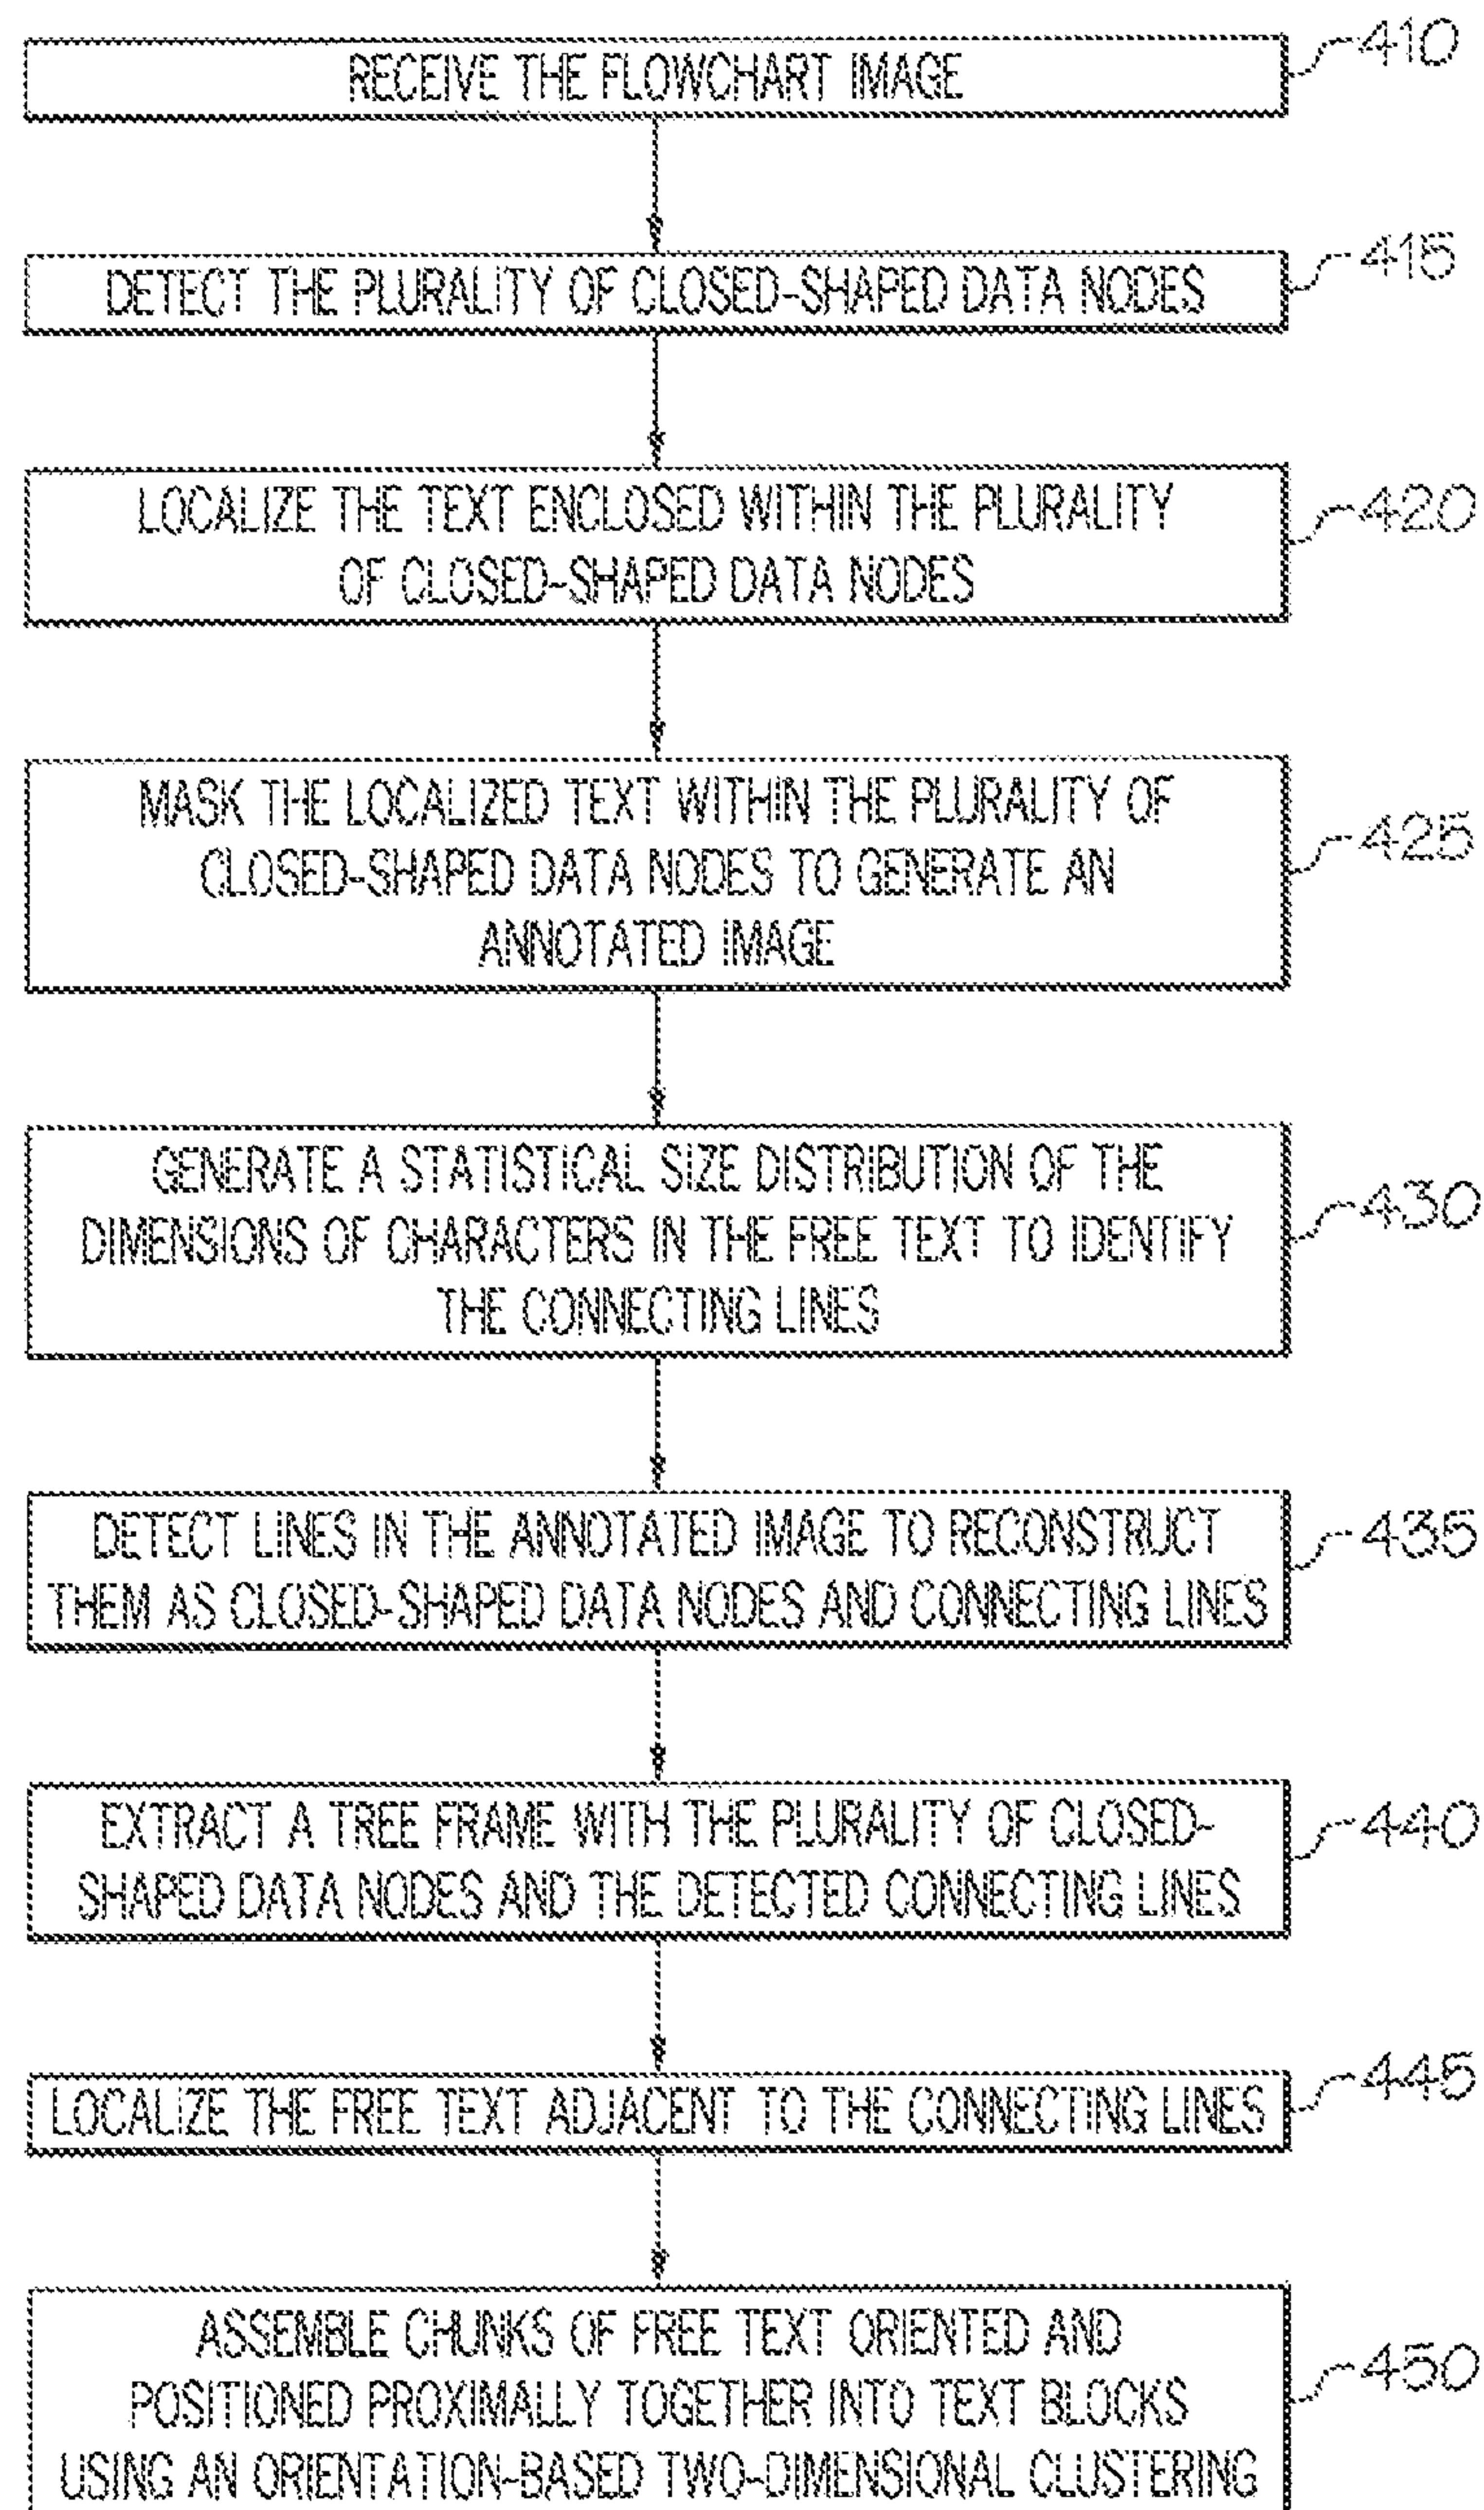 RECEIVE THE FLOWCHART IMAGE
410
DETECT THE PLURALITY OF CLOSED-SHAPED DATA NODES
415
LOCALIZE THE TEXT ENCLOSED WITHIN THE PLURALITY
OF CLOSED-SHAPED DATA NODES
420
MASK THE LOCALIZED TEXT WITHIN THE PLURALITY OF
CLOSED-SHAPED DATA NODES TO GENERATE AN
ANNOTATED IMAGE
425
GENERATE A STATISTICAL SIZE DISTRIBUTION OF THE
DIMENSIONS OF CHARACTERS IN THE FREE TEXT TO IDENTIFY
THE CONNECTING LINES
430
DETECT LINES IN THE ANNOTATED IMAGE TO RECONSTRUCT
THEM AS CLOSED-SHAPED DATA NODES AND CONNECTING LINES
435
EXTRACT A TREE FRAME WITH THE PLURALITY OF CLOSED-
SHAPED DATA NODES AND THE DETECTED CONNECTING LINES
440
LOCALIZE THE FREE TEXT ADJACENT TO THE CONNECTING LINES
445
ASSEMBLE CHUNKS OF FREE TEXT ORIENTED AND
POSITIONED PROXIMALLY TOGETHER INTO TEXT BLOCKS
USING AN ORIENTATION-BASED TWO-DIMENSIONAL CLUSTERING
450